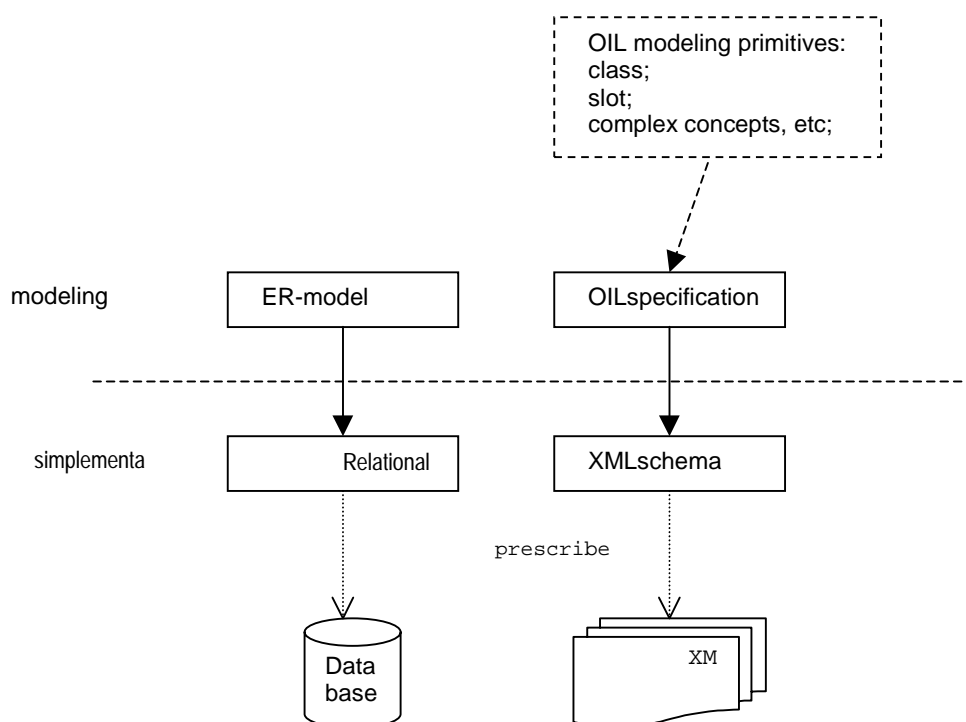 OIL modeling primitives:
class;
slot;
complex concepts, etc;
modeling
ER-model
OILspecification
simplementa
Relational
XMLschema
prescribe
Data
base
XM